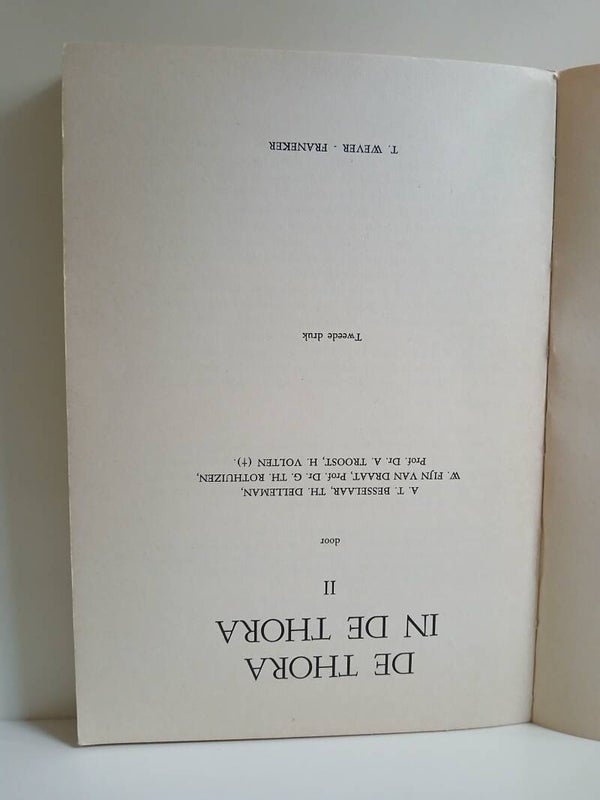 DE THORA
IN DE THORA
II
door
A. T. BESSELAAR, TH. DELLEMAN,
W. FIJN VAN DRAAT, Prof. Dr. G. TH. ROTHUIZEN,
Prof. Dr. A. TROOST, H. VOLTEN (†).
Tweede druk
T. WEVER - FRANEKER